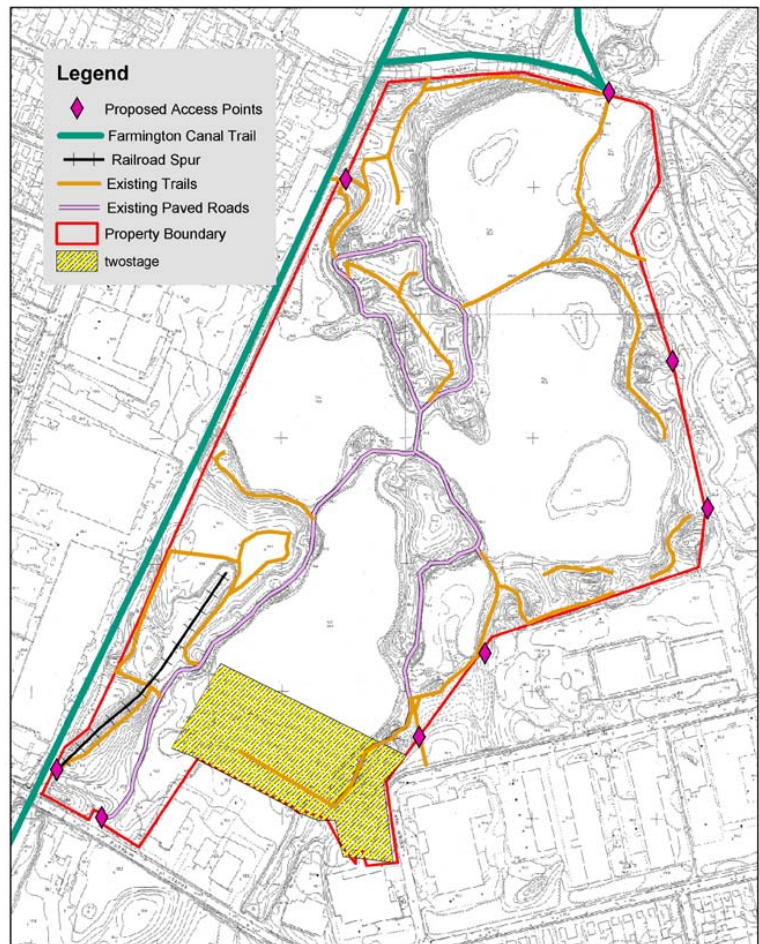 Legend
Proposed Access Points
Farmington Canal Trail
Railroad Spur
Existing Trails
Existing Paved Roads
Property Boundary
twostage